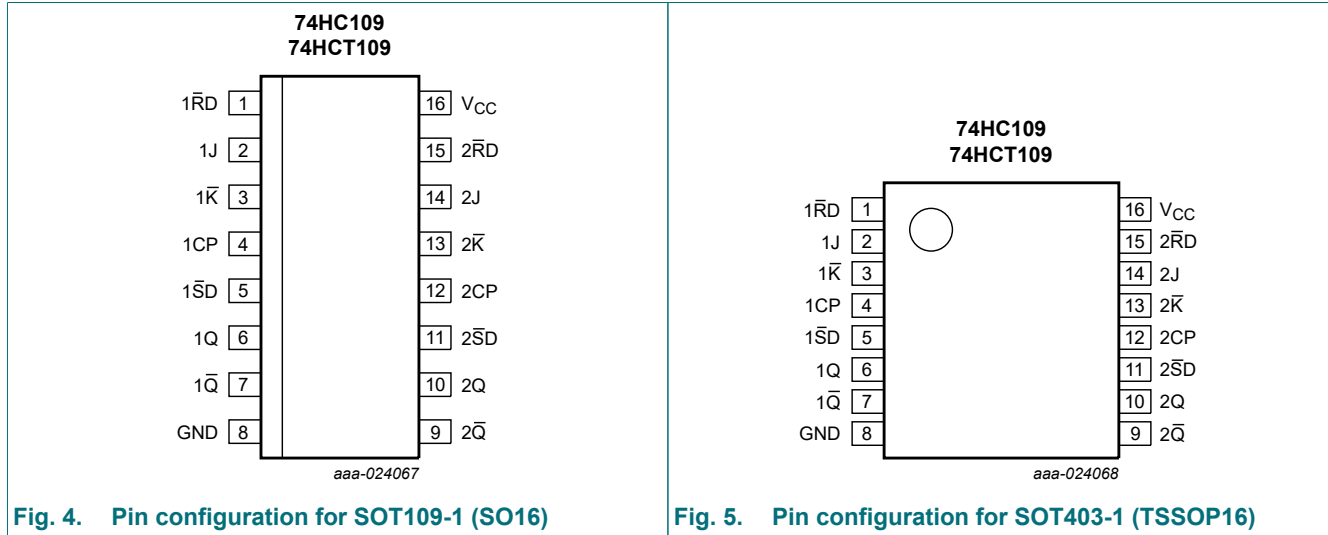 74HC109
74HCT109
1R̅D 1 16 VCC
1J 2 15 2R̅D
1K̅ 3 14 2J
1CP 4 13 2K̅
1S̅D 5 12 2CP
1Q 6 11 2S̅D
1Q̅ 7 10 2Q
GND 8 9 2Q̅
aaa-024067
Fig. 4. Pin configuration for SOT109-1 (SO16)
74HC109
74HCT109
1R̅D 1 16 VCC
1J 2 15 2R̅D
1K̅ 3 14 2J
1CP 4 13 2K̅
1S̅D 5 12 2CP
1Q 6 11 2S̅D
1Q̅ 7 10 2Q
GND 8 9 2Q̅
aaa-024068
Fig. 5. Pin configuration for SOT403-1 (TSSOP16)